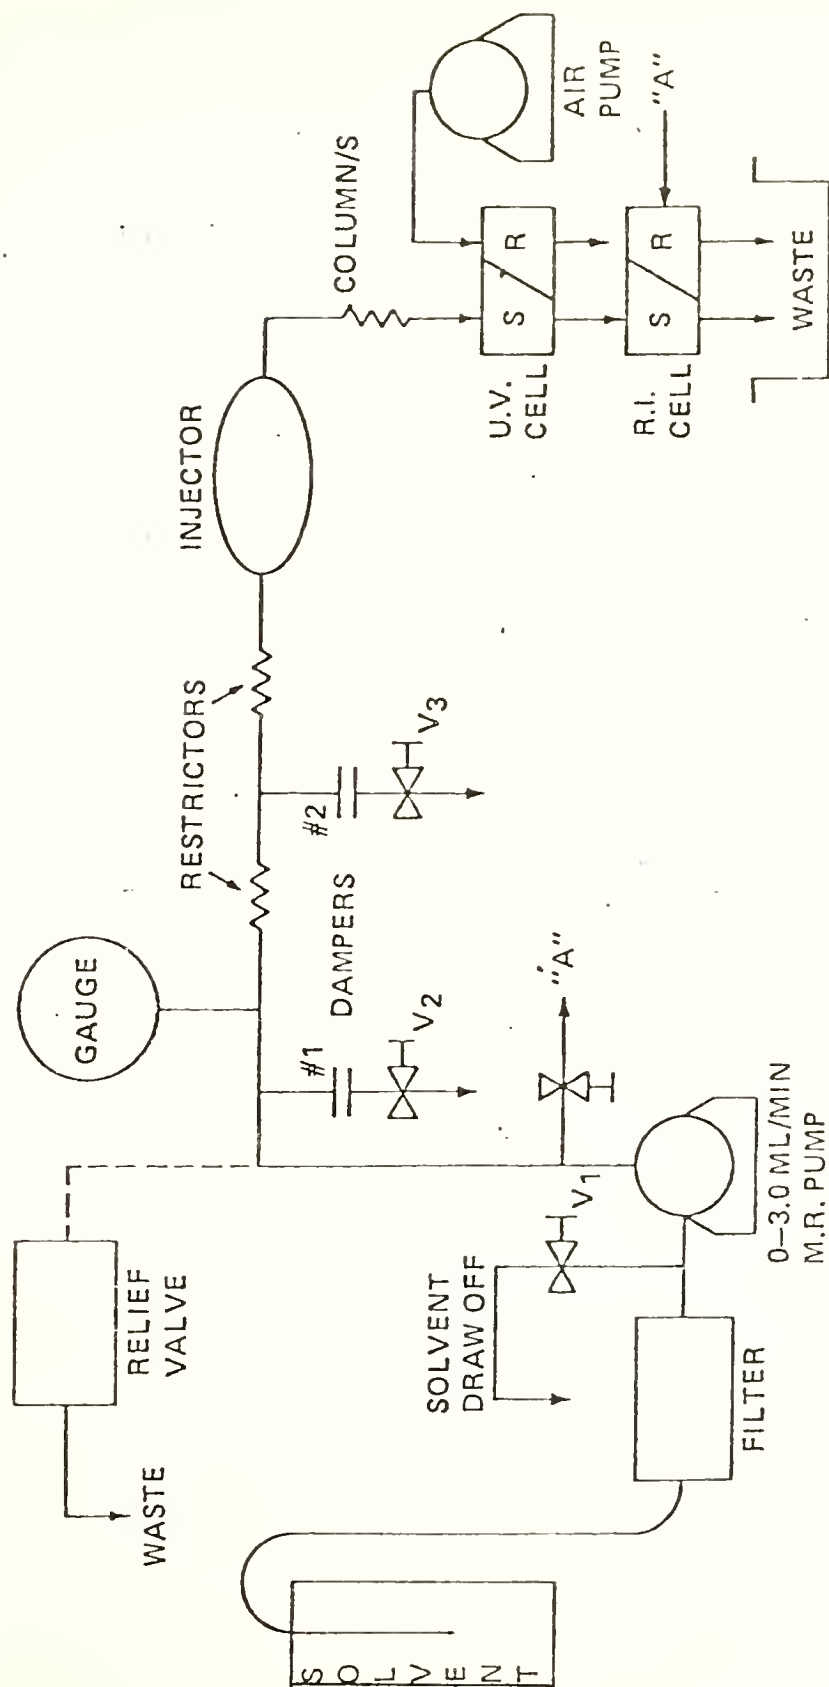 SOLVENT
WASTE
RELIEF
VALVE
SOLVENT
DRAW OFF
V1
FILTER
0–3.0 ML/MIN
M.R. PUMP
"A"
GAUGE
#1
V2
DAMPERS
RESTRICTORS
#2
V3
INJECTOR
COLUMN/S
U.V.
CELL
S
R
R.I.
CELL
S
R
AIR
PUMP
"A"
WASTE